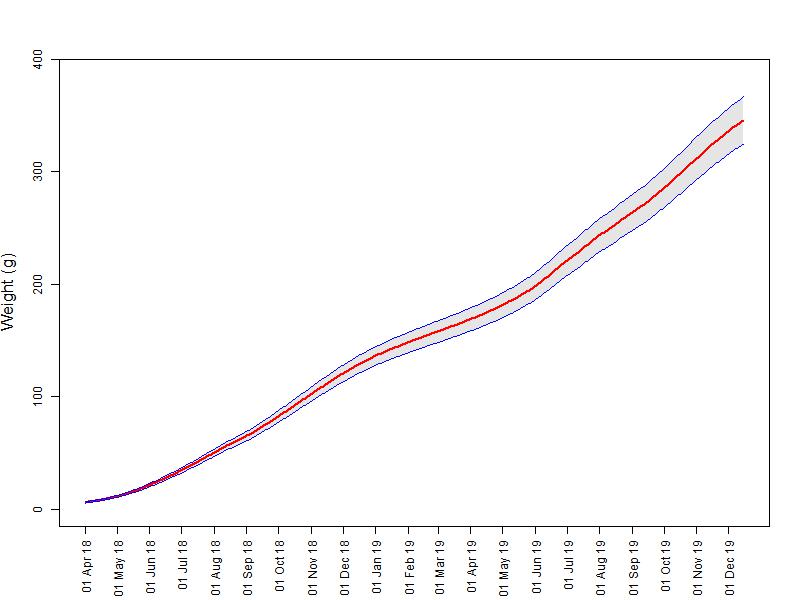 400
300
200
100
0
Weight (g)
01 Apr 18
01 May 18
01 Jun 18
01 Jul 18
01 Aug 18
01 Sep 18
01 Oct 18
01 Nov 18
01 Dec 18
01 Jan 19
01 Feb 19
01 Mar 19
01 Apr 19
01 May 19
01 Jun 19
01 Jul 19
01 Aug 19
01 Sep 19
01 Oct 19
01 Nov 19
01 Dec 19